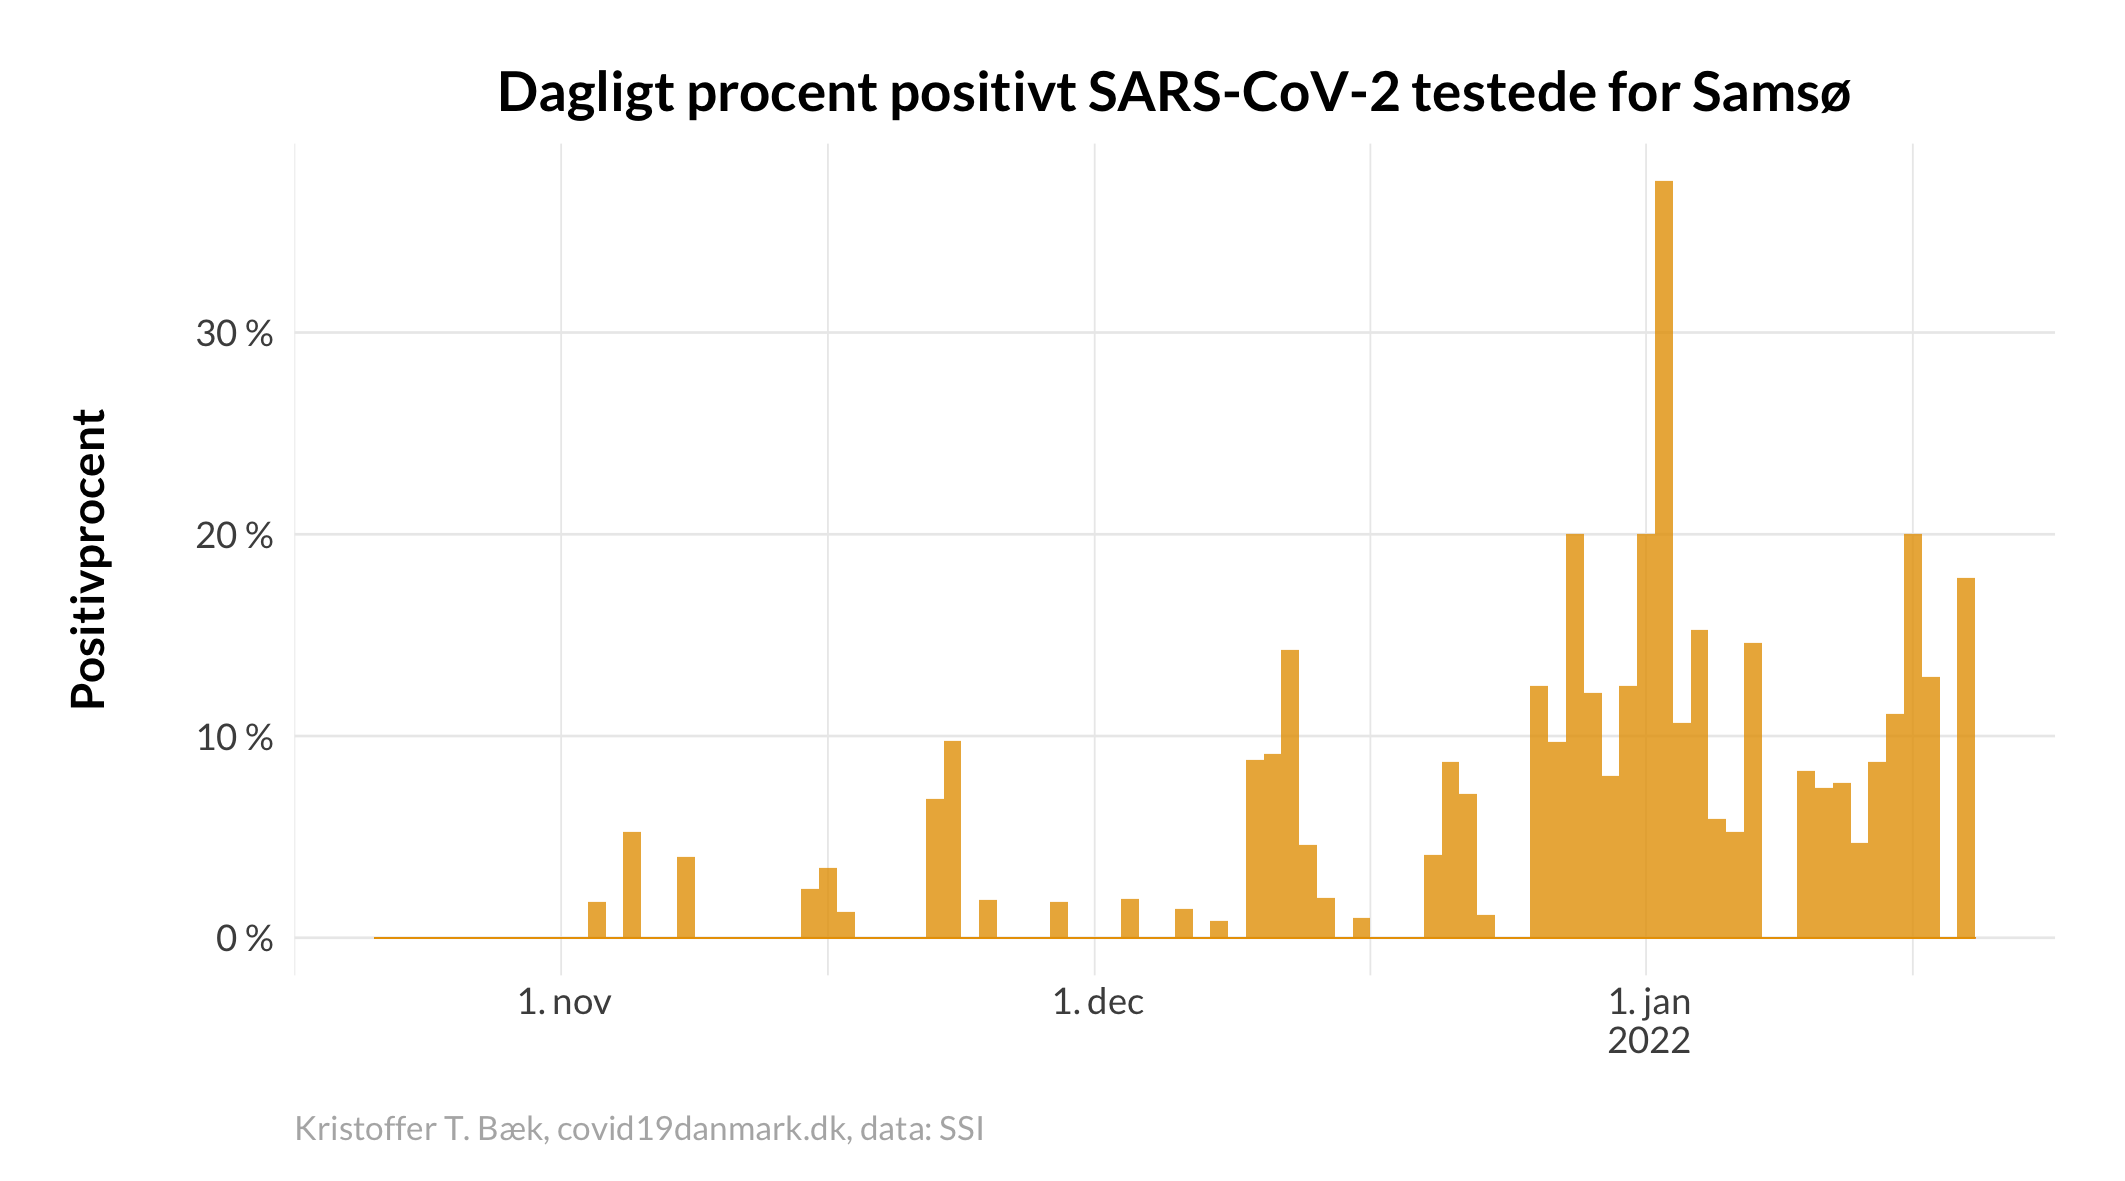 Dagligt procent positivt SARS-CoV-2 testede for Samsø
Positivprocent
30 %
20 %
10 %
0 %
1. nov
1. dec
1. jan
2022
Kristoffer T. Bæk, covid19danmark.dk, data: SSI